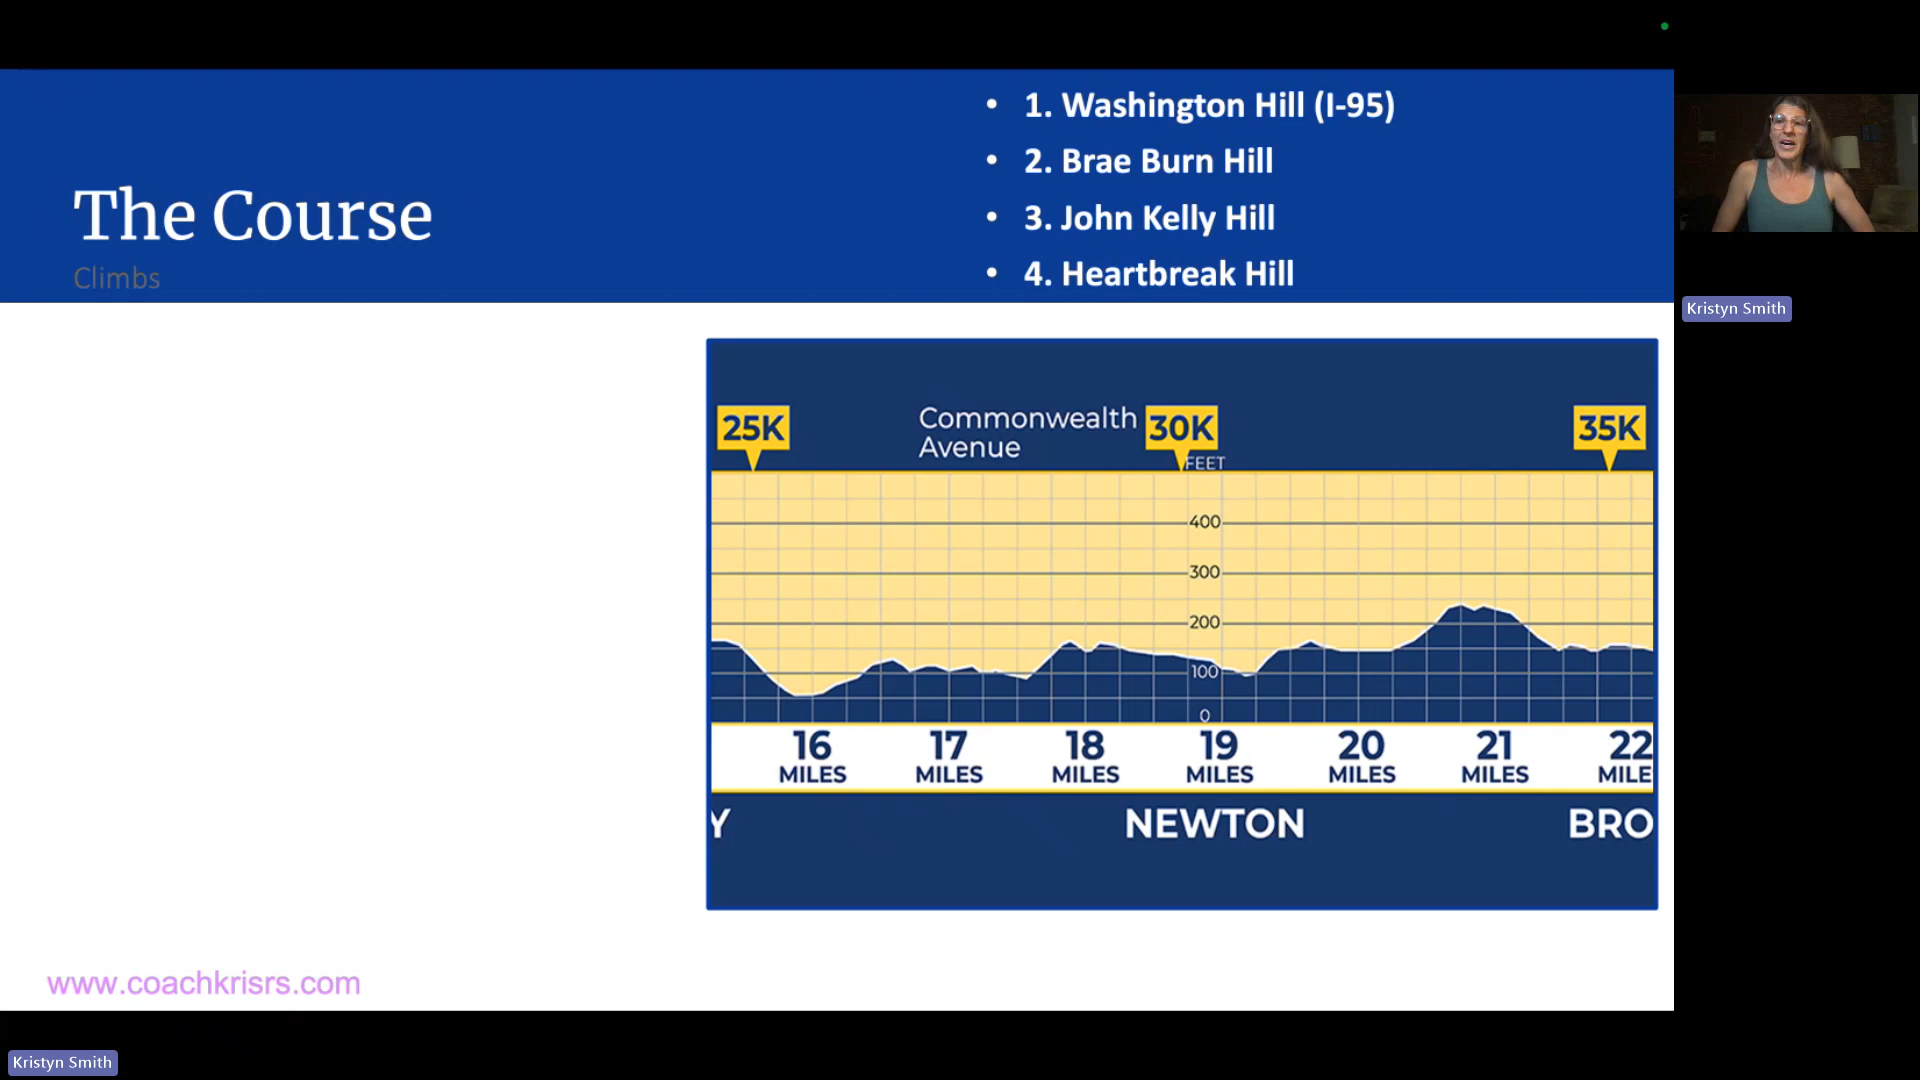 The Course
Climbs
• 1. Washington Hill (I-95)
• 2. Brae Burn Hill
• 3. John Kelly Hill
• 4. Heartbreak Hill
Kristyn Smith
25K
Commonwealth
Avenue
30K
35K
FEET
400
300
200
100
0
16 17 18 19 20 21 22
MILES MILES MILES MILES MILES MILES MILE
Y NEWTON BRO
www.coachkrisrs.com
Kristyn Smith